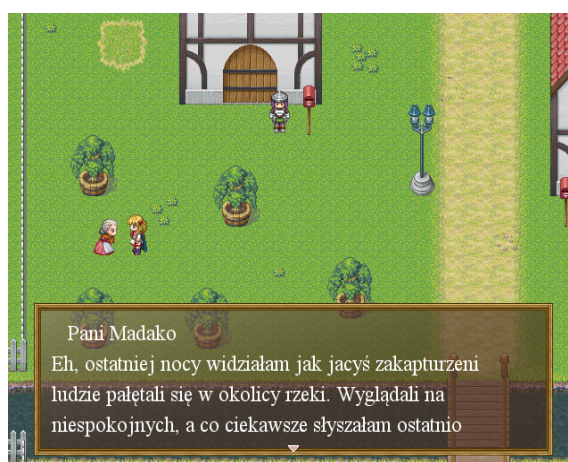 Pani Madako
Eh, ostatniej nocy widziałam jak jacyś zakapturzeni
ludzie pałętali się w okolicy rzeki. Wyglądali na
niespokojnych, a co ciekawsze słyszałam ostatnio